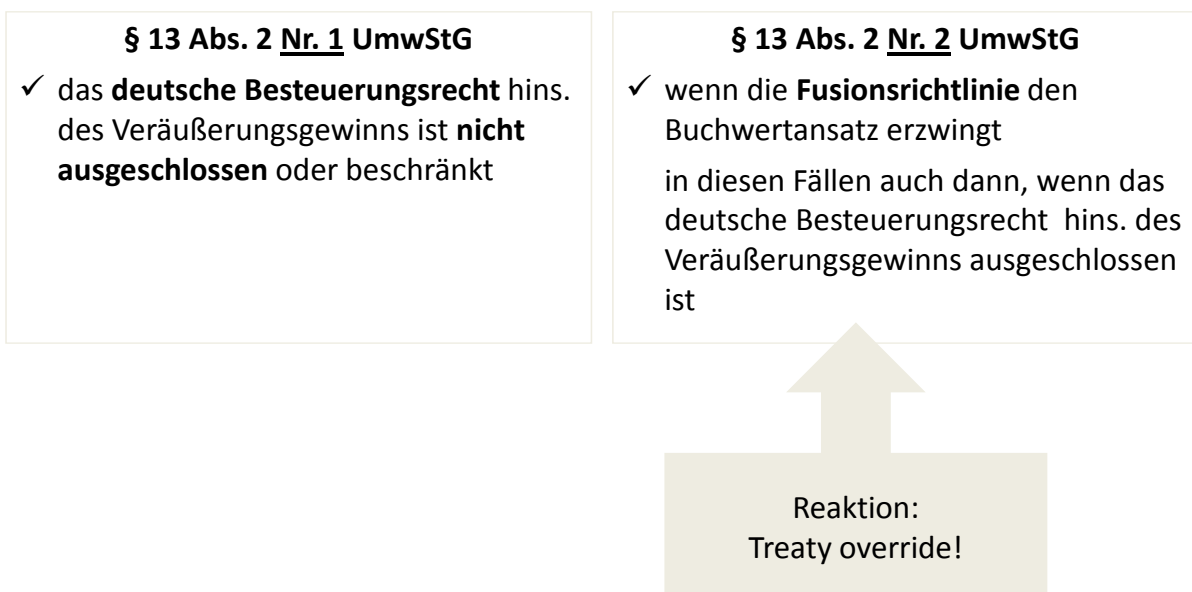 § 13 Abs. 2 Nr. 1 UmwStG
✓ das deutsche Besteuerungsrecht hins.
des Veräußerungsgewinns ist nicht
ausgeschlossen oder beschränkt
§ 13 Abs. 2 Nr. 2 UmwStG
✓ wenn die Fusionsrichtlinie den
Buchwertansatz erzwingt
in diesen Fällen auch dann, wenn das
deutsche Besteuerungsrecht hins. des
Veräußerungsgewinns ausgeschlossen
ist
Reaktion:
Treaty override!